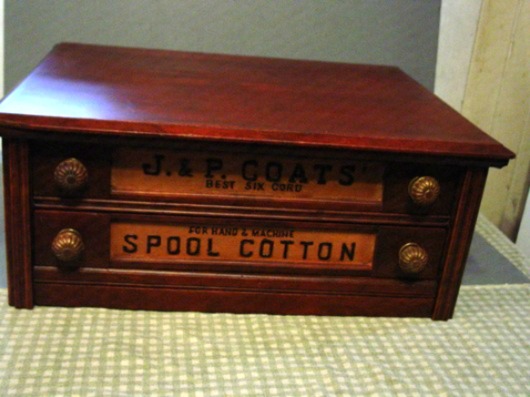 J. & P. COATS'
BEST SIX CORD
FOR HAND & MACHINE
SPOOL COTTON